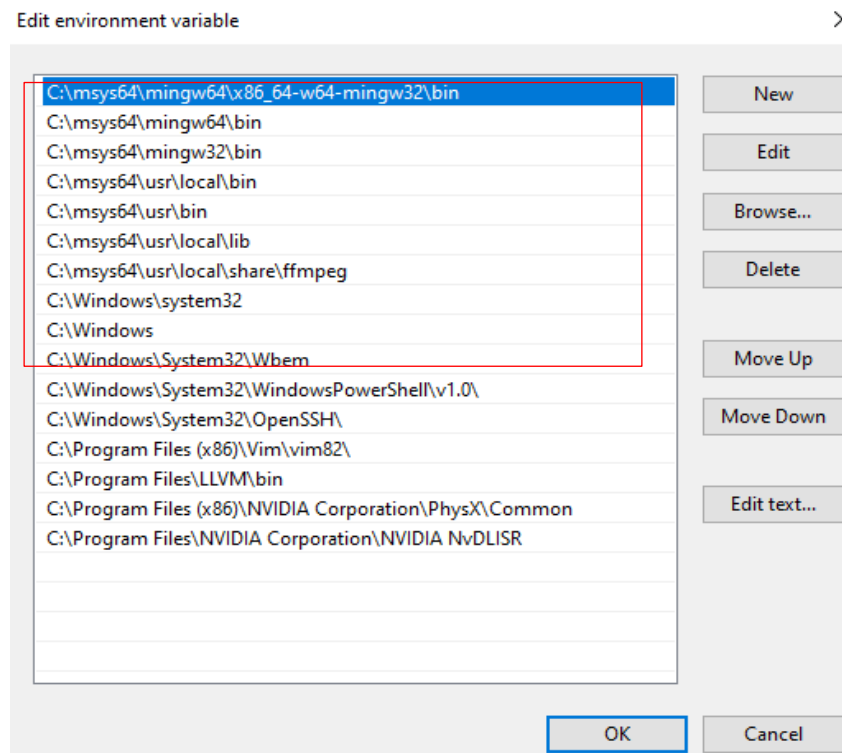 Edit environment variable
C:\msys64\mingw64\x86_64-w64-mingw32\bin
New
C:\msys64\mingw64\bin
C:\msys64\mingw32\bin
Edit
C:\msys64\usr\local\bin
C:\msys64\usr\bin
Browse...
C:\msys64\usr\local\lib
C:\msys64\usr\local\share\ffmpeg
Delete
C:\Windows\system32
C:\Windows
C:\Windows\System32\Wbem
Move Up
C:\Windows\System32\WindowsPowerShell\v1.0\
C:\Windows\System32\OpenSSH\
Move Down
C:\Program Files (x86)\Vim\vim82\
C:\Program Files\LLVM\bin
C:\Program Files (x86)\NVIDIA Corporation\PhysX\Common
Edit text...
C:\Program Files\NVIDIA Corporation\NVIDIA NvDLISR
OK
Cancel